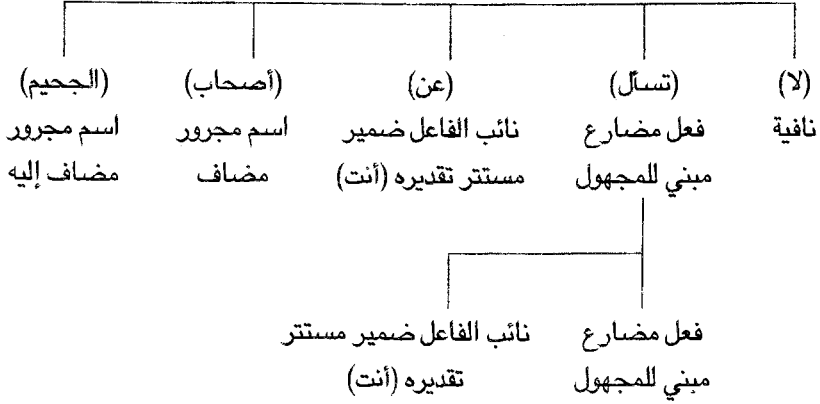 (لا) (تسأل) (عن) (أصحاب) (الجحيم)
نافية فعل مضارع نائب الفاعل ضمير اسم مجرور اسم مجرور
مبني للمجهول مستتر تقديره (أنت) مضاف مضاف إليه
فعل مضارع نائب الفاعل ضمير مستتر
مبني للمجهول تقديره (أنت)